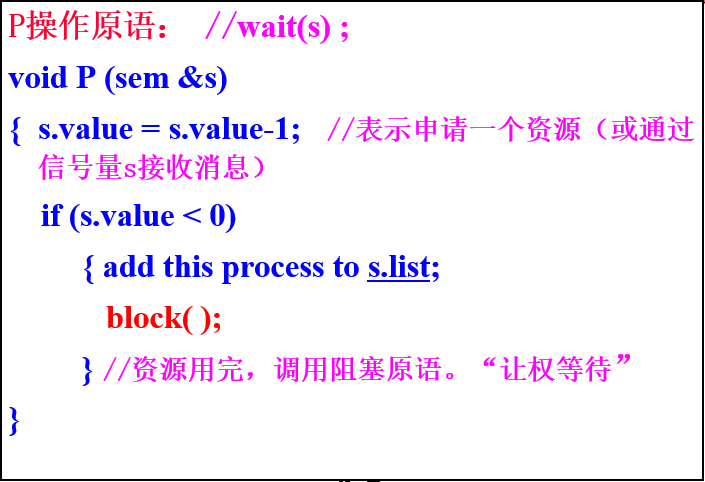 P操作原语： //wait(s) ;
void P (sem &s)
{ s.value = s.value-1; //表示申请一个资源（或通过
信号量s接收消息）
if (s.value < 0)
{ add this process to s.list;
block( );
} //资源用完，调用阻塞原语。“让权等待”
}